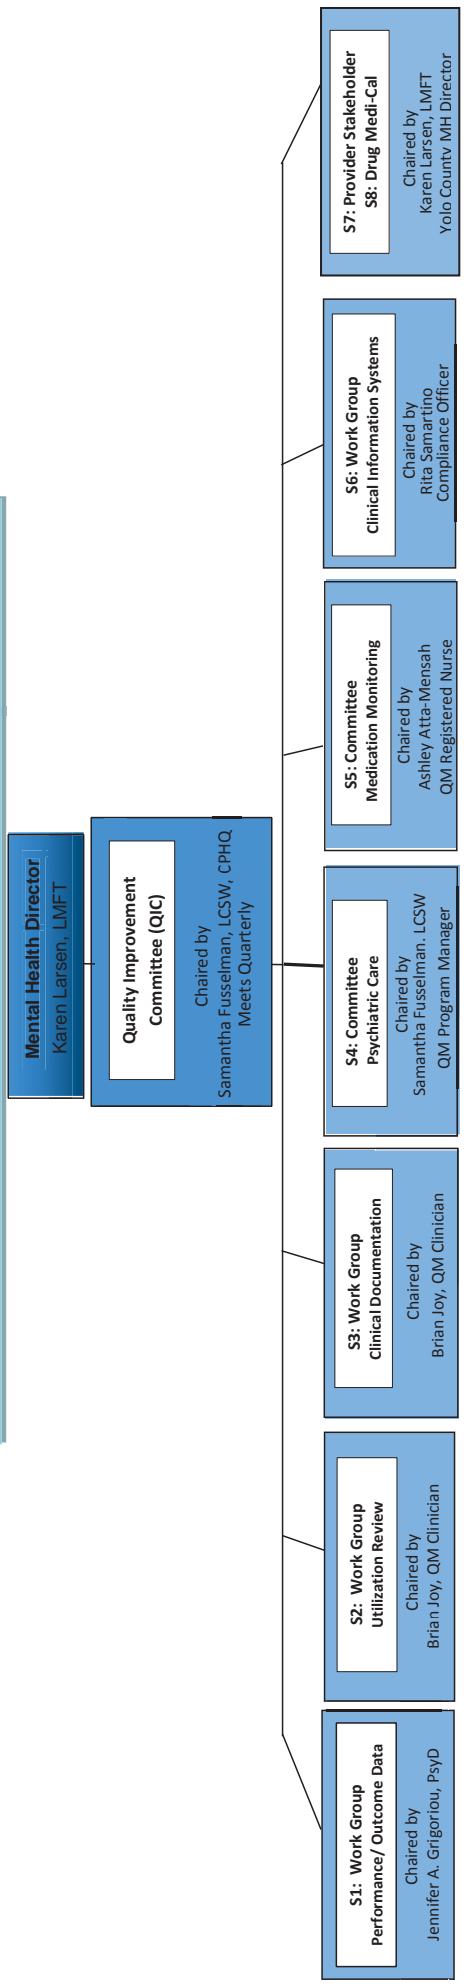 Mental Health Director
Karen Larsen, LMFT
Quality Improvement
Committee (QIC)
Chaired by
Samantha Fusselman, LCSW, CPHQ
Meets Quarterly
S1:  Work Group
Performance/ Outcome Data
Chaired by
Jennifer A. Grigoriou, PsyD
S2:  Work Group
Utilization Review
Chaired by
Brian Joy, QM Clinician
S3: Work Group
Clinical Documentation
Chaired by
Brian Joy, QM Clinician
S4: Committee
Psychiatric Care
Chaired by
Samantha Fusselman. LCSW
QM Program Manager
S5: Committee
Medication Monitoring
Chaired by
Ashley Atta-Mensah
QM Registered Nurse
S6: Work Group
Clinical Information Systems
Chaired by
Rita Samartino
Compliance Officer
S7: Provider Stakeholder
S8: Drug Medi-Cal
Chaired by
Karen Larsen, LMFT
Yolo County MH Director